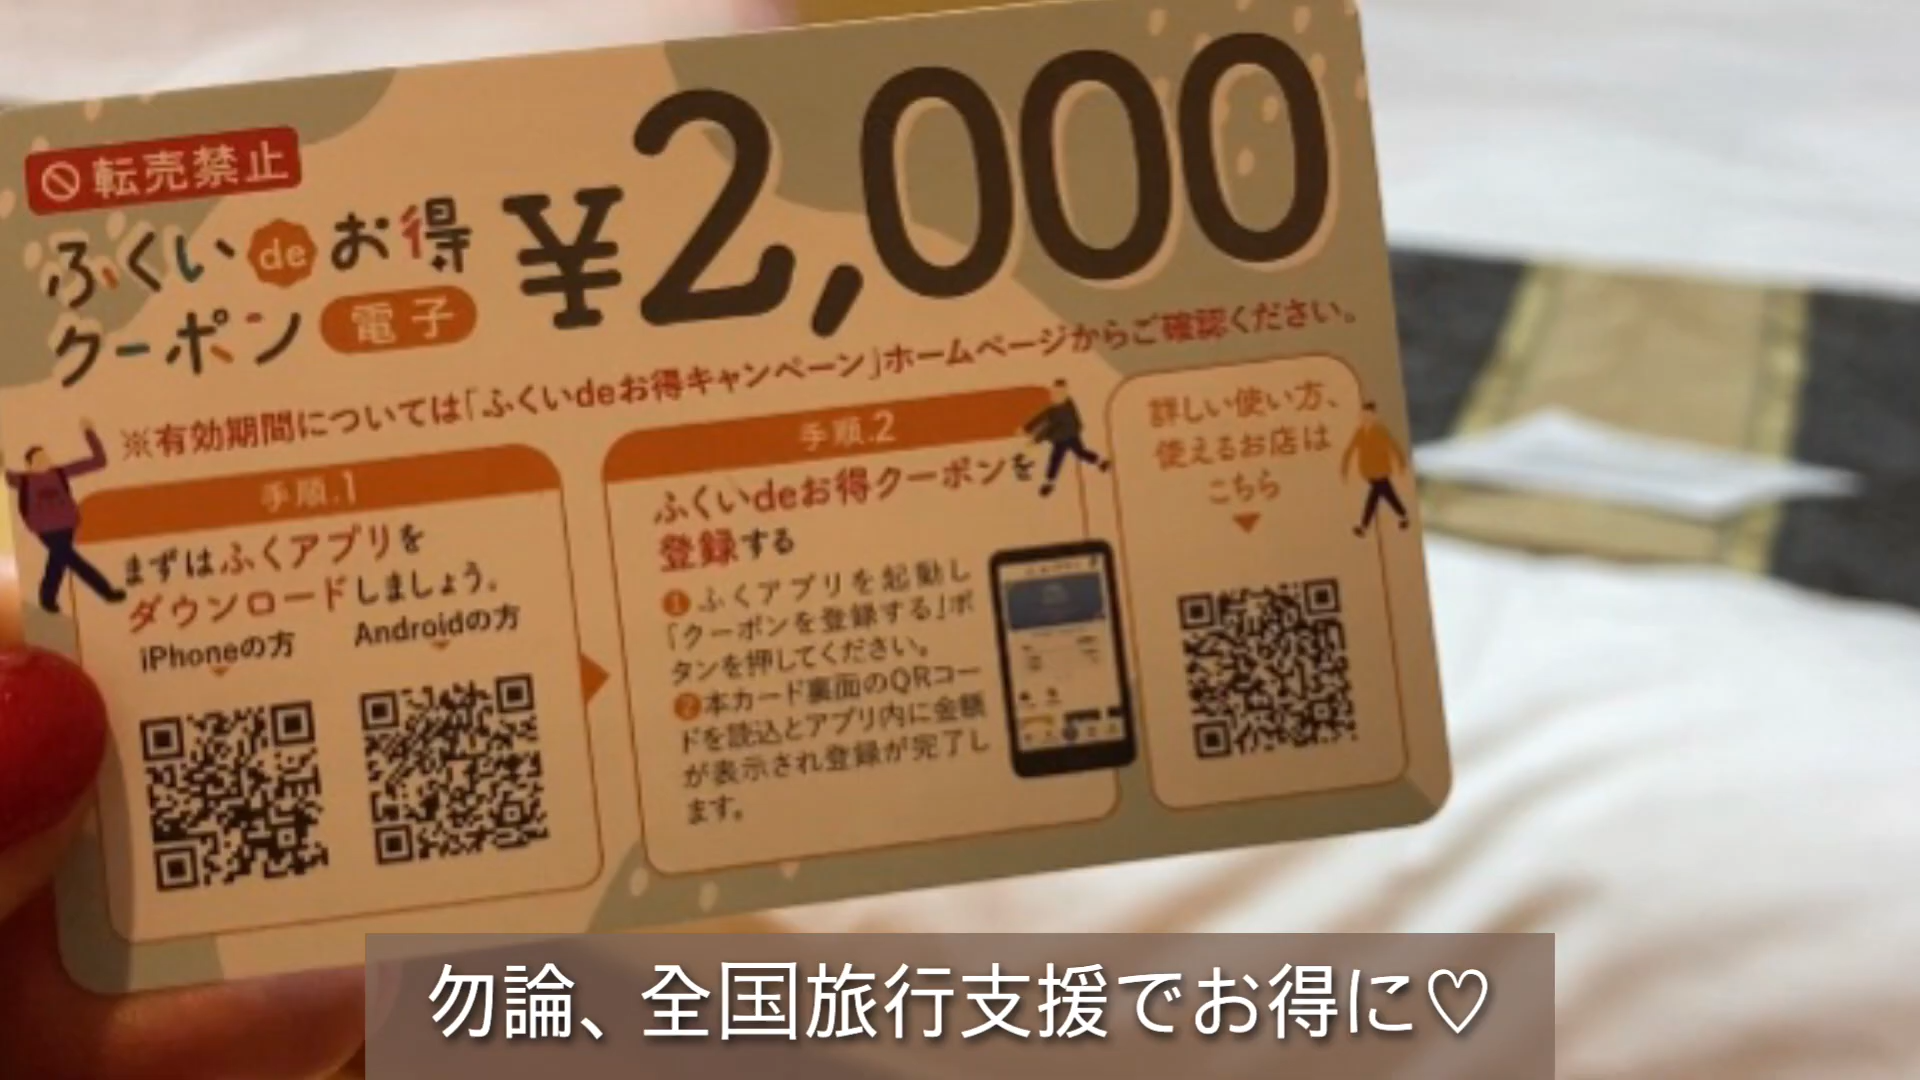 転売禁止
ふくいdeお得
クーポン 電子
¥2,000
※有効期間については「ふくいdeお得キャンペーン」ホームページからご確認ください。
手順.1
まずはふくアプリを
ダウンロードしましょう。
iPhoneの方
Androidの方
手順.2
ふくいdeお得クーポンを
登録する
❶ふくアプリを起動し
「クーポンを登録する」ボ
タンを押してください。
❷本カード裏面のQRコー
ドを読込とアプリ内に金額
が表示され登録が完了し
ます。
詳しい使い方、
使えるお店は
こちら
勿論、全国旅行支援でお得に♡